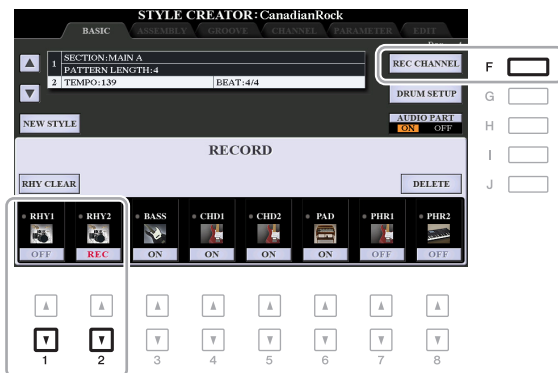 STYLE CREATOR: CanadianRock
BASIC ASSEMBLY GROOVE CHANNEL PARAMETER EDIT
1 SECTION:MAIN A
PATTERN LENGTH:4
2 TEMPO:139 BEAT:4/4
REC CHANNEL
F
DRUM SETUP
G
NEW STYLE
AUDIO PART
ON OFF
H
RECORD
I
RHY CLEAR
DELETE
J
RHY1 RHY2 BASS CHD1 CHD2 PAD PHR1 PHR2
OFF REC ON ON ON ON OFF OFF
1 2 3 4 5 6 7 8